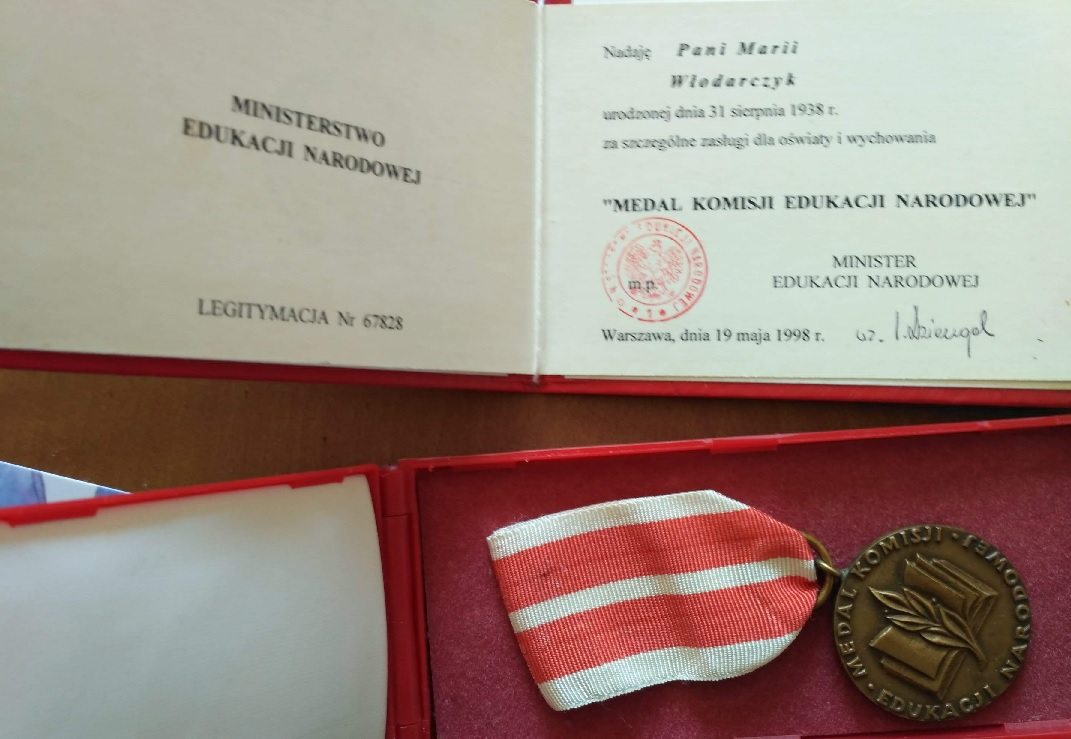 MINISTERSTWO
EDUKACJI NARODOWEJ
LEGITYMACJA Nr 67828
Nadaję Pani Marii
Włodarczyk
urodzonej dnia 31 sierpnia 1938 r.
za szczególne zasługi dla oświaty i wychowania
"MEDAL KOMISJI EDUKACJI NARODOWEJ"
m.p.
MINISTER
EDUKACJI NARODOWEJ
Warszawa, dnia 19 maja 1998 r. wz.
MEDAL KOMISJI EDUKACJI NARODOWEJ